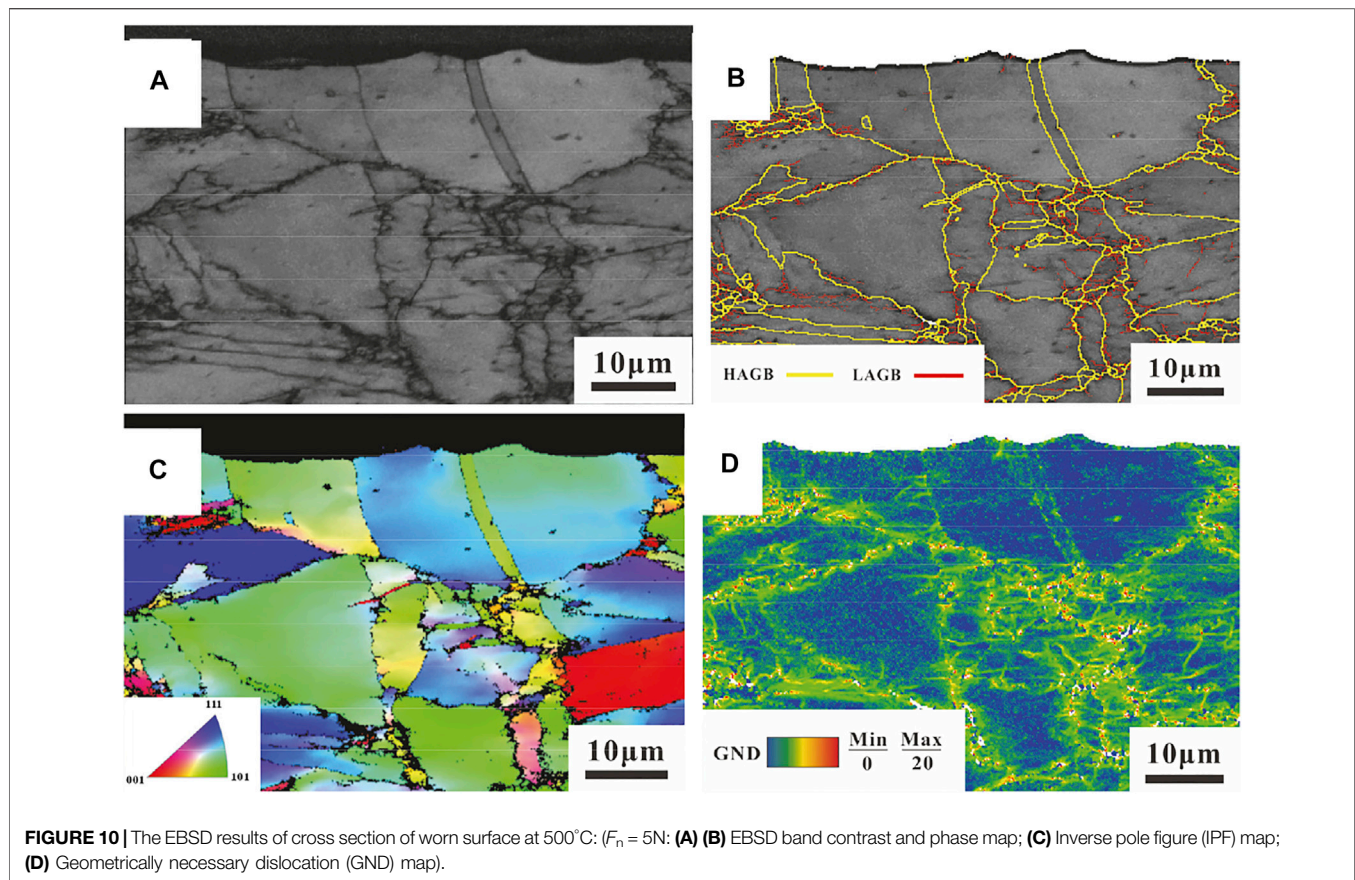 A
10µm
B
HAGB LAGB
10µm
C
111
001 101
10µm
D
GND Min Max
0 20
10µm
FIGURE 10 | The EBSD results of cross section of worn surface at 500°C: (Fn = 5N: (A) (B) EBSD band contrast and phase map; (C) Inverse pole figure (IPF) map;
(D) Geometrically necessary dislocation (GND) map).